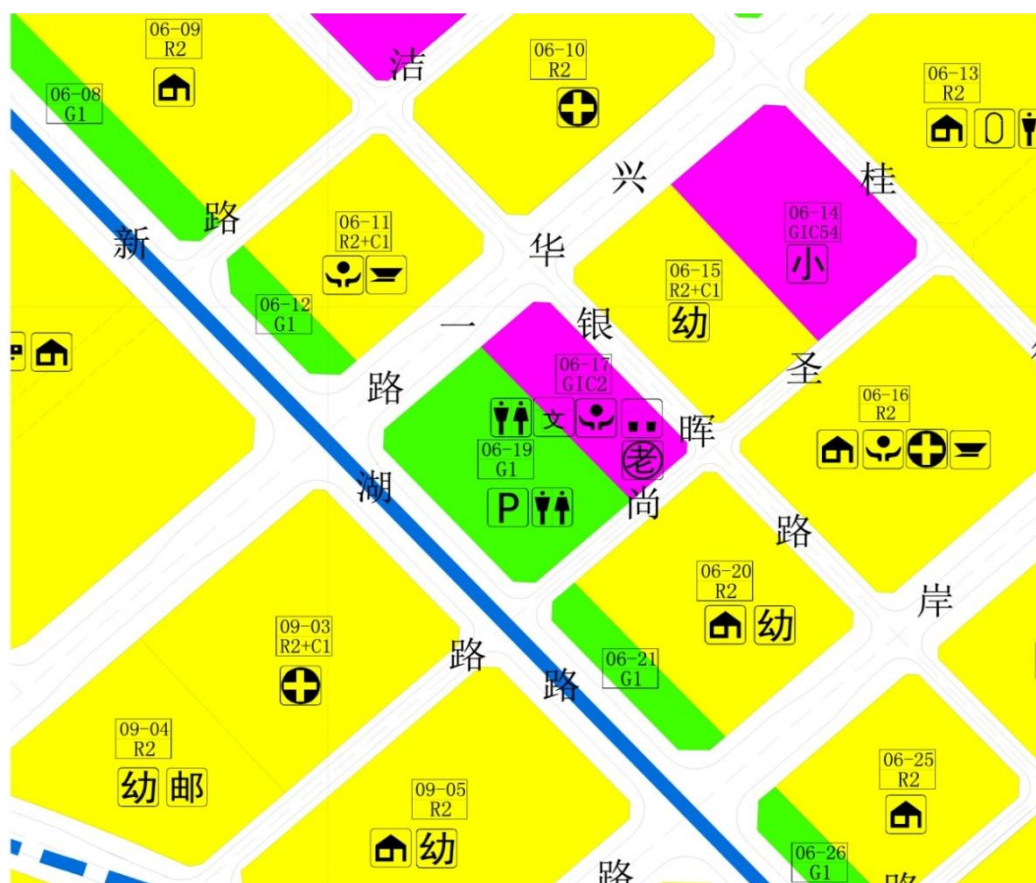 06-09
R2
06-10
R2
洁
06-13
R2
06-08
G1
兴
桂
路
06-14
GIC54
小
新
06-11
R2+C1
华
06-15
R2+C1
幼
06-12
G1
一
银
圣
路
06-17
GIC2
文
06-16
R2
晖
06-19
G1
老
湖
P
尚
路
06-20
R2
幼
岸
09-03
R2+C1
路
06-21
G1
路
09-04
R2
幼
邮
06-25
R2
09-05
R2
幼
06-26
G1
路
路